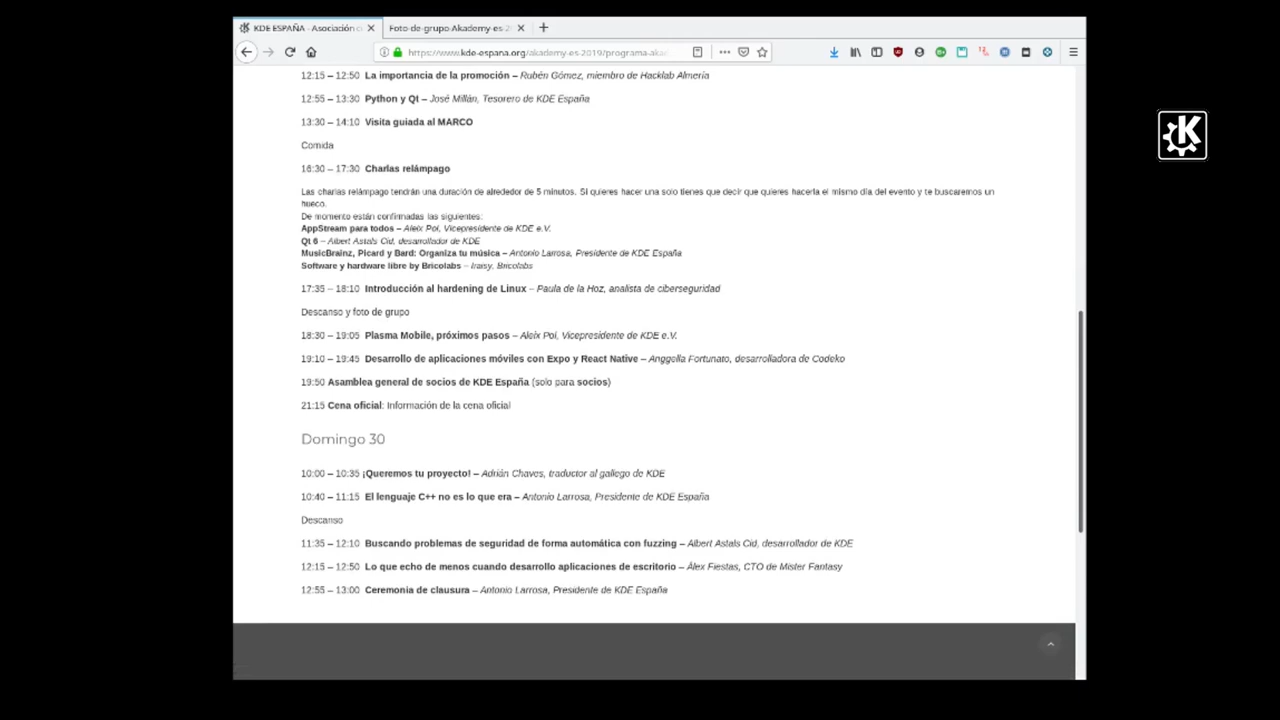 KDE ESPAÑA - Asociación
Foto-de-grupo-Akademy-es-2
https://www.kde-espana.org/akademy-es-2019/programa-aka
12:15 – 12:50 La importancia de la promoción – Rubén Gómez, miembro de Hacklab Almería
12:55 – 13:30 Python y Qt – José Millán, Tesorero de KDE España
13:30 – 14:10 Visita guiada al MARCO
Comida
16:30 – 17:30 Charlas relámpago
Las charlas relámpago tendrán una duración de alrededor de 5 minutos. Si quieres hacer una solo tienes que decir que quieres hacerla el mismo día del evento y te buscaremos un
hueco.
De momento están confirmadas las siguientes:
AppStream para todos – Aleix Pol, Vicepresidente de KDE e.V.
Qt 6 – Albert Astals Cid, desarrollador de KDE
MusicBrainz, Picard y Bard: Organiza tu música – Antonio Larrosa, Presidente de KDE España
Software y hardware libre by Bricolabs – Iraisy, Bricolabs
17:35 – 18:10 Introducción al hardening de Linux – Paula de la Hoz, analista de ciberseguridad
Descanso y foto de grupo
18:30 – 19:05 Plasma Mobile, próximos pasos – Aleix Pol, Vicepresidente de KDE e.V.
19:10 – 19:45 Desarrollo de aplicaciones móviles con Expo y React Native – Anggella Fortunato, desarrolladora de Codeko
19:50 Asamblea general de socios de KDE España (solo para socios)
21:15 Cena oficial: Información de la cena oficial
Domingo 30
10:00 – 10:35 ¡Queremos tu proyecto! – Adrián Chaves, traductor al gallego de KDE
10:40 – 11:15 El lenguaje C++ no es lo que era – Antonio Larrosa, Presidente de KDE España
Descanso
11:35 – 12:10 Buscando problemas de seguridad de forma automática con fuzzing – Albert Astals Cid, desarrollador de KDE
12:15 – 12:50 Lo que echo de menos cuando desarrollo aplicaciones de escritorio – Álex Fiestas, CTO de Mister Fantasy
12:55 – 13:00 Ceremonia de clausura – Antonio Larrosa, Presidente de KDE España